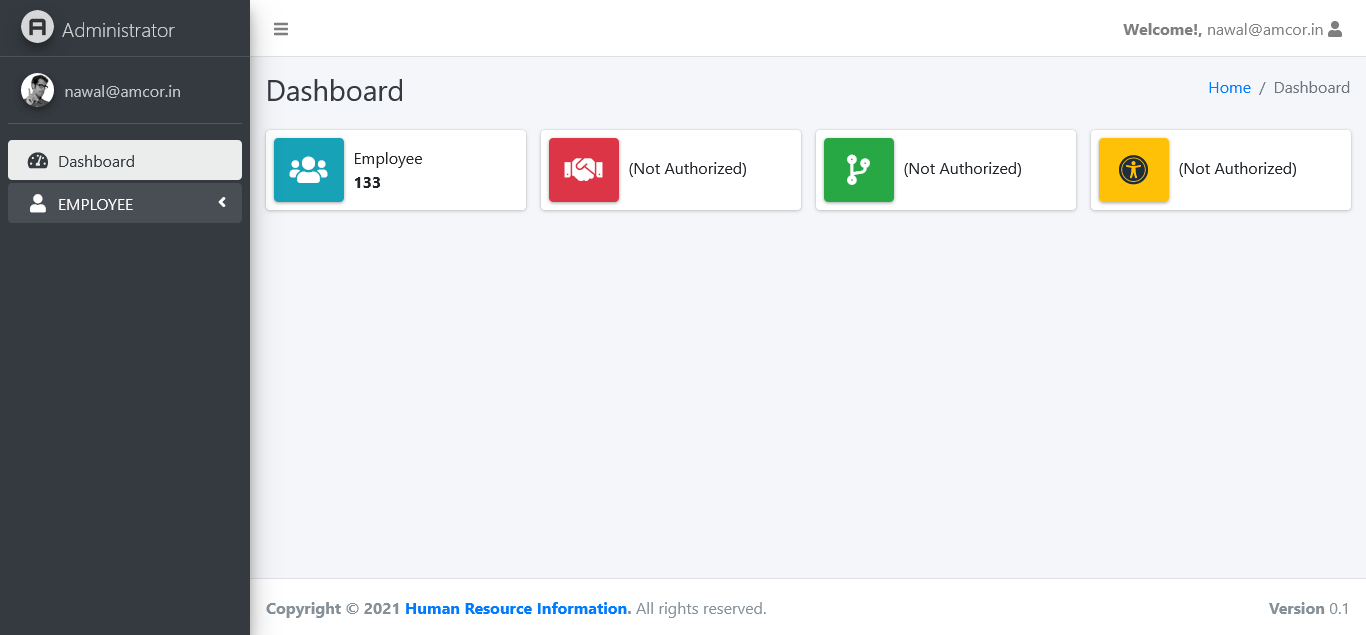 Administrator
Welcome!, nawal@amcor.in
nawal@amcor.in
Dashboard
Home / Dashboard
Dashboard
EMPLOYEE
Employee
133
(Not Authorized)
(Not Authorized)
(Not Authorized)
Copyright © 2021 Human Resource Information. All rights reserved.
Version 0.1